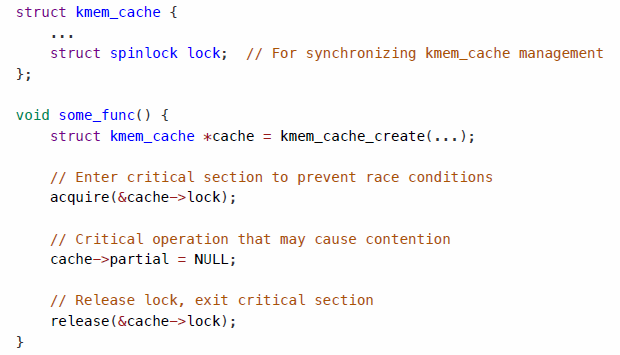 struct kmem_cache {
    ...
    struct spinlock lock;  // For synchronizing kmem_cache management
};

void some_func() {
    struct kmem_cache *cache = kmem_cache_create(...);

    // Enter critical section to prevent race conditions
    acquire(&cache->lock);

    // Critical operation that may cause contention
    cache->partial = NULL;

    // Release lock, exit critical section
    release(&cache->lock);
}